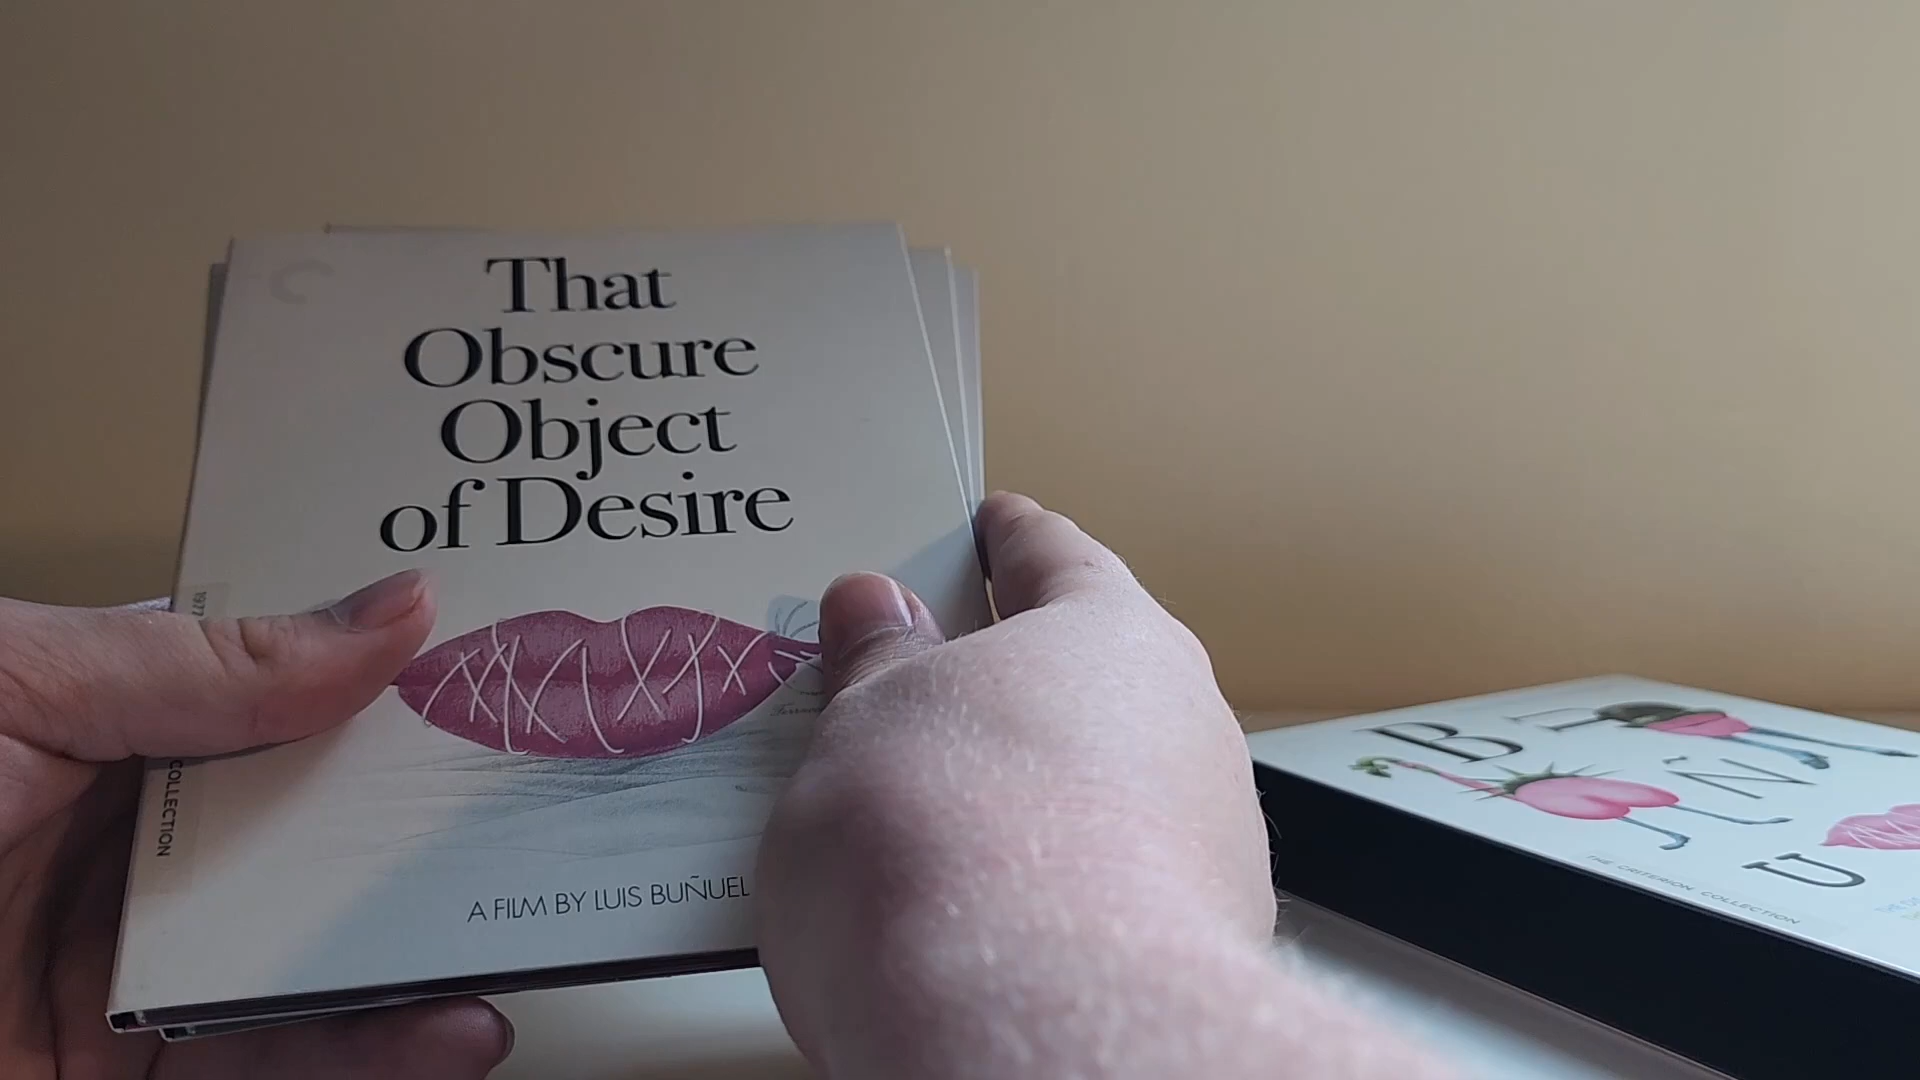 That
Obscure
Object
of Desire
1977
COLLECTION
A FILM BY LUIS BUÑUEL
B
Ñ
U
THE CRITERION COLLECTION